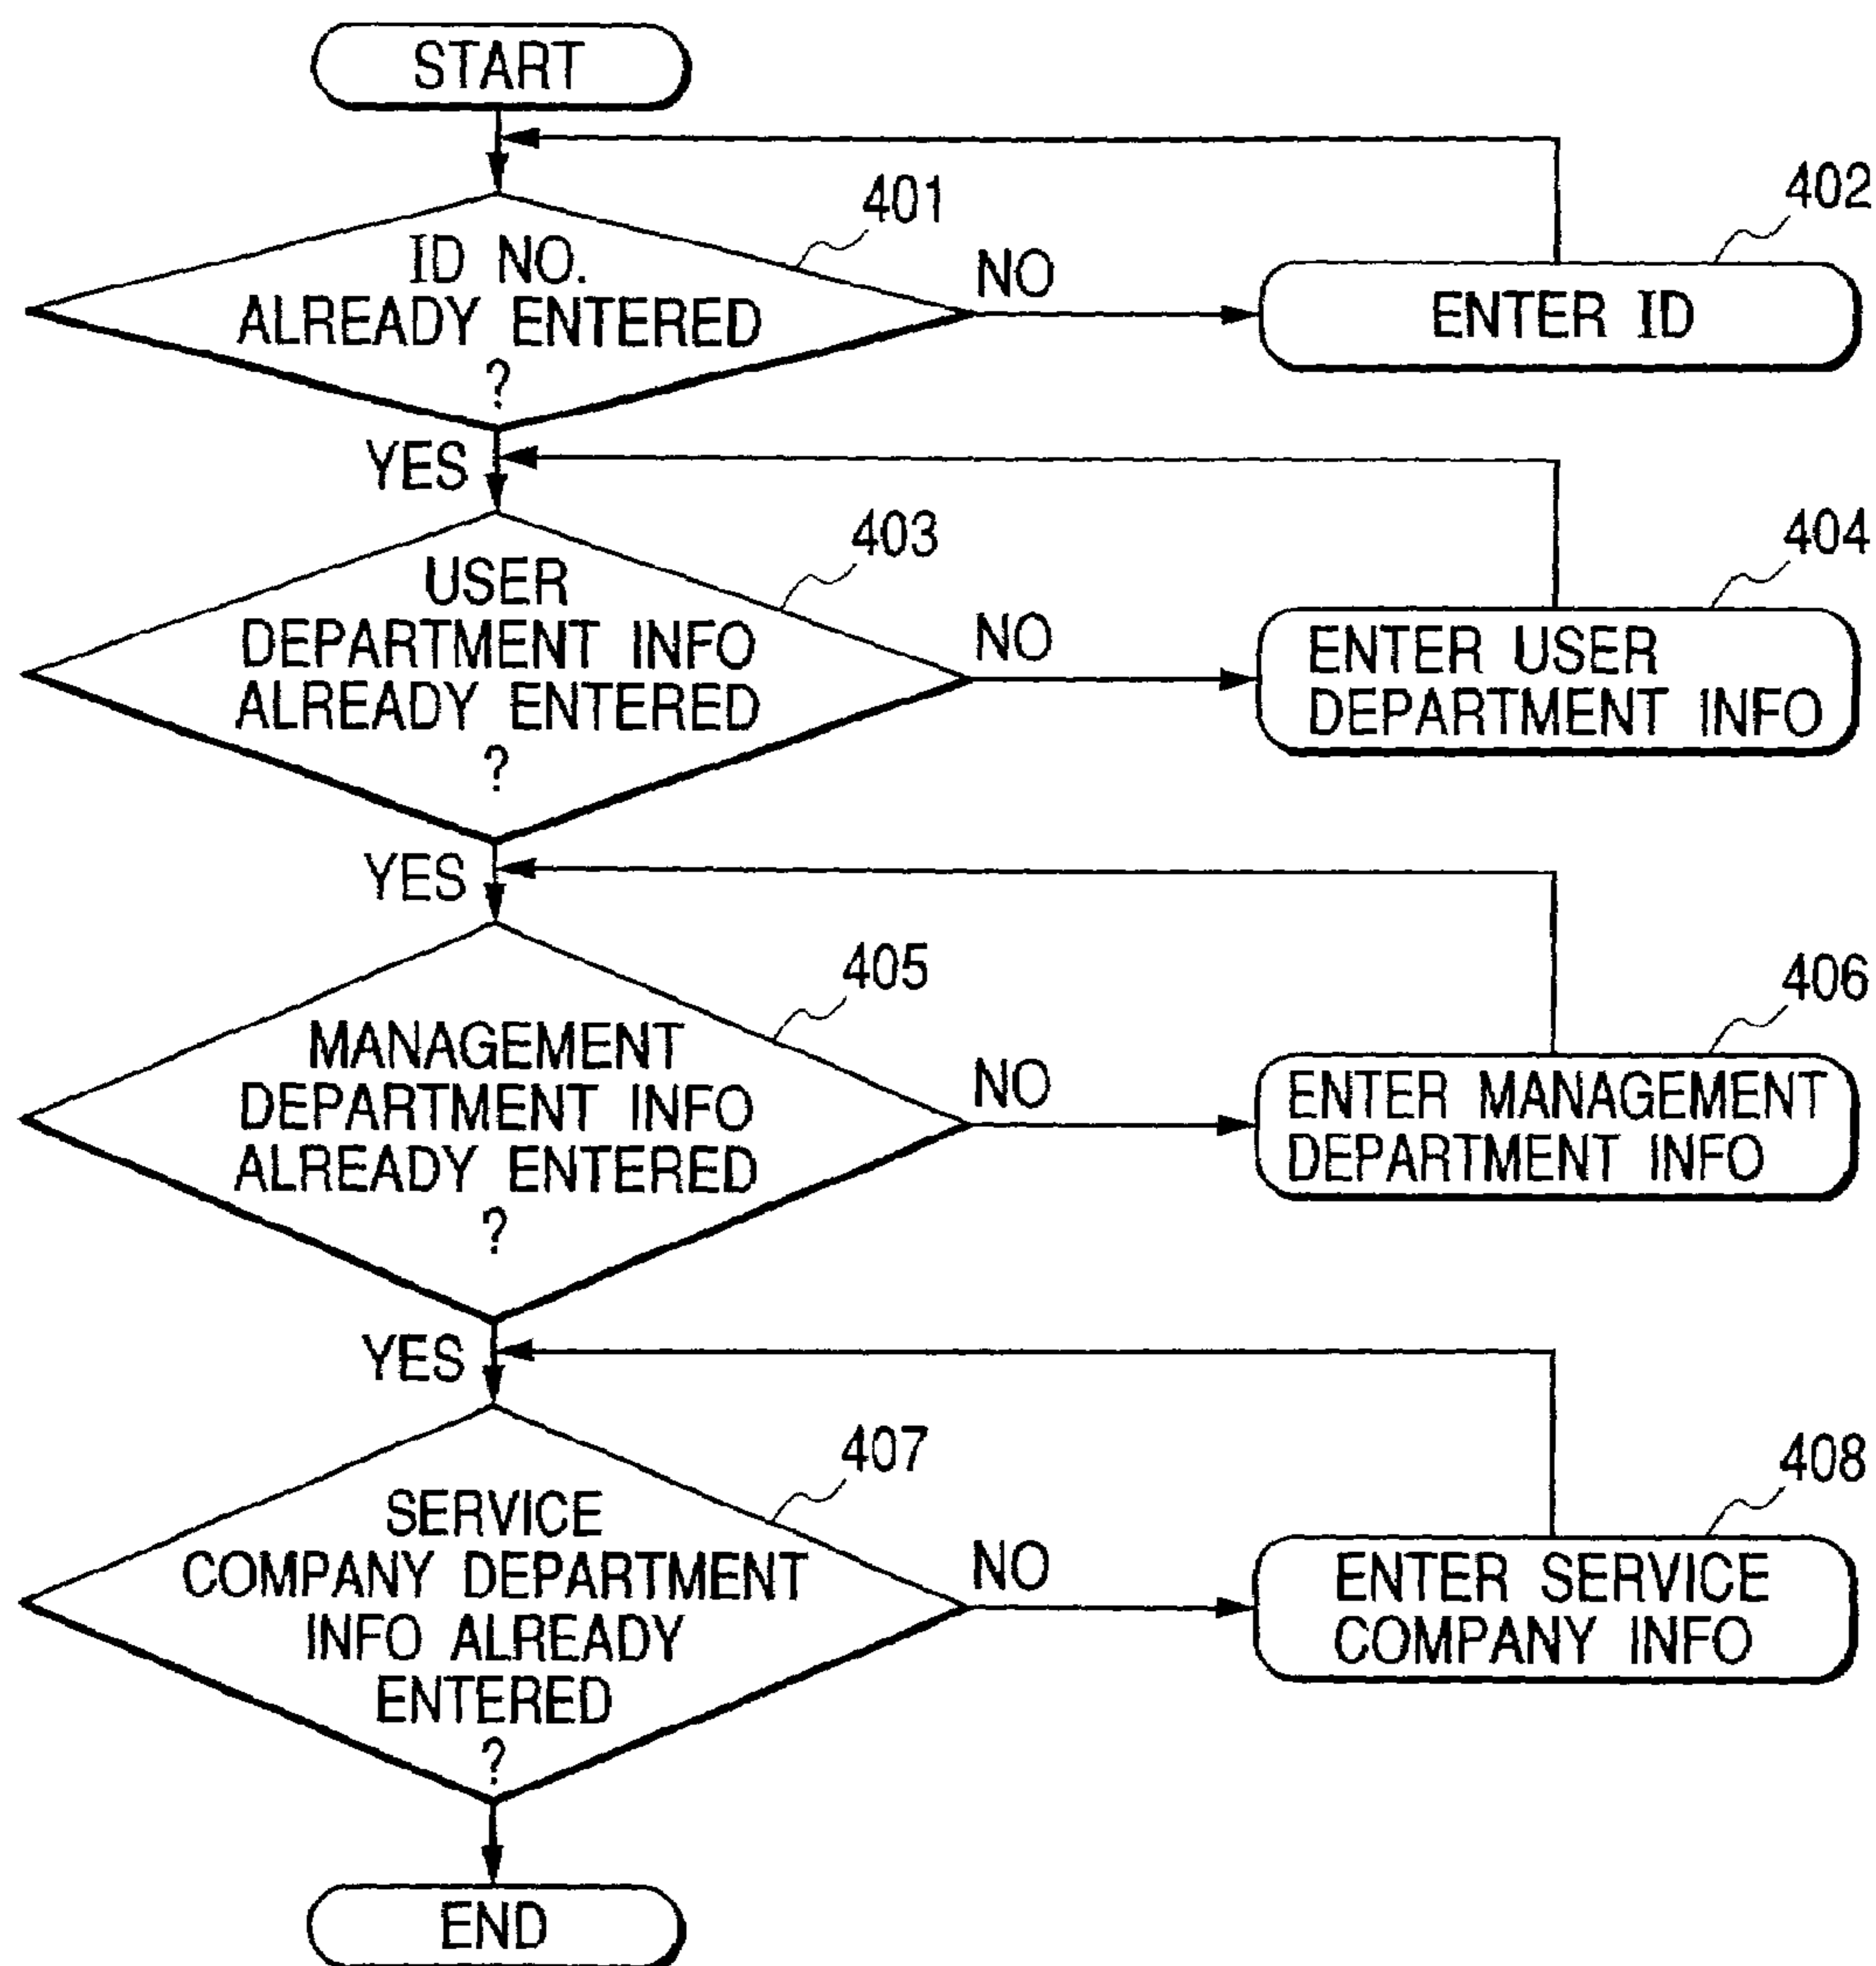 START
401
402
ID NO.
ALREADY ENTERED
?
NO
ENTER ID
YES
403
404
USER
DEPARTMENT INFO
ALREADY ENTERED
?
NO
ENTER USER
DEPARTMENT INFO
YES
405
406
MANAGEMENT
DEPARTMENT INFO
ALREADY ENTERED
?
NO
ENTER MANAGEMENT
DEPARTMENT INFO
YES
407
408
SERVICE
COMPANY DEPARTMENT
INFO ALREADY
ENTERED
?
NO
ENTER SERVICE
COMPANY INFO
END